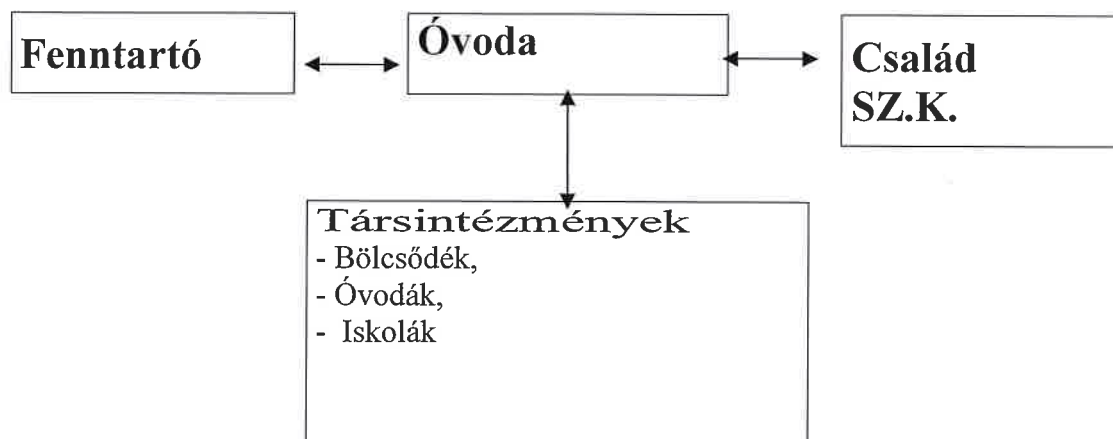 Fenntartó
Óvoda
Család
SZ.K.
Társintézmények
- Bölcsődék,
- Óvodák,
- Iskolák